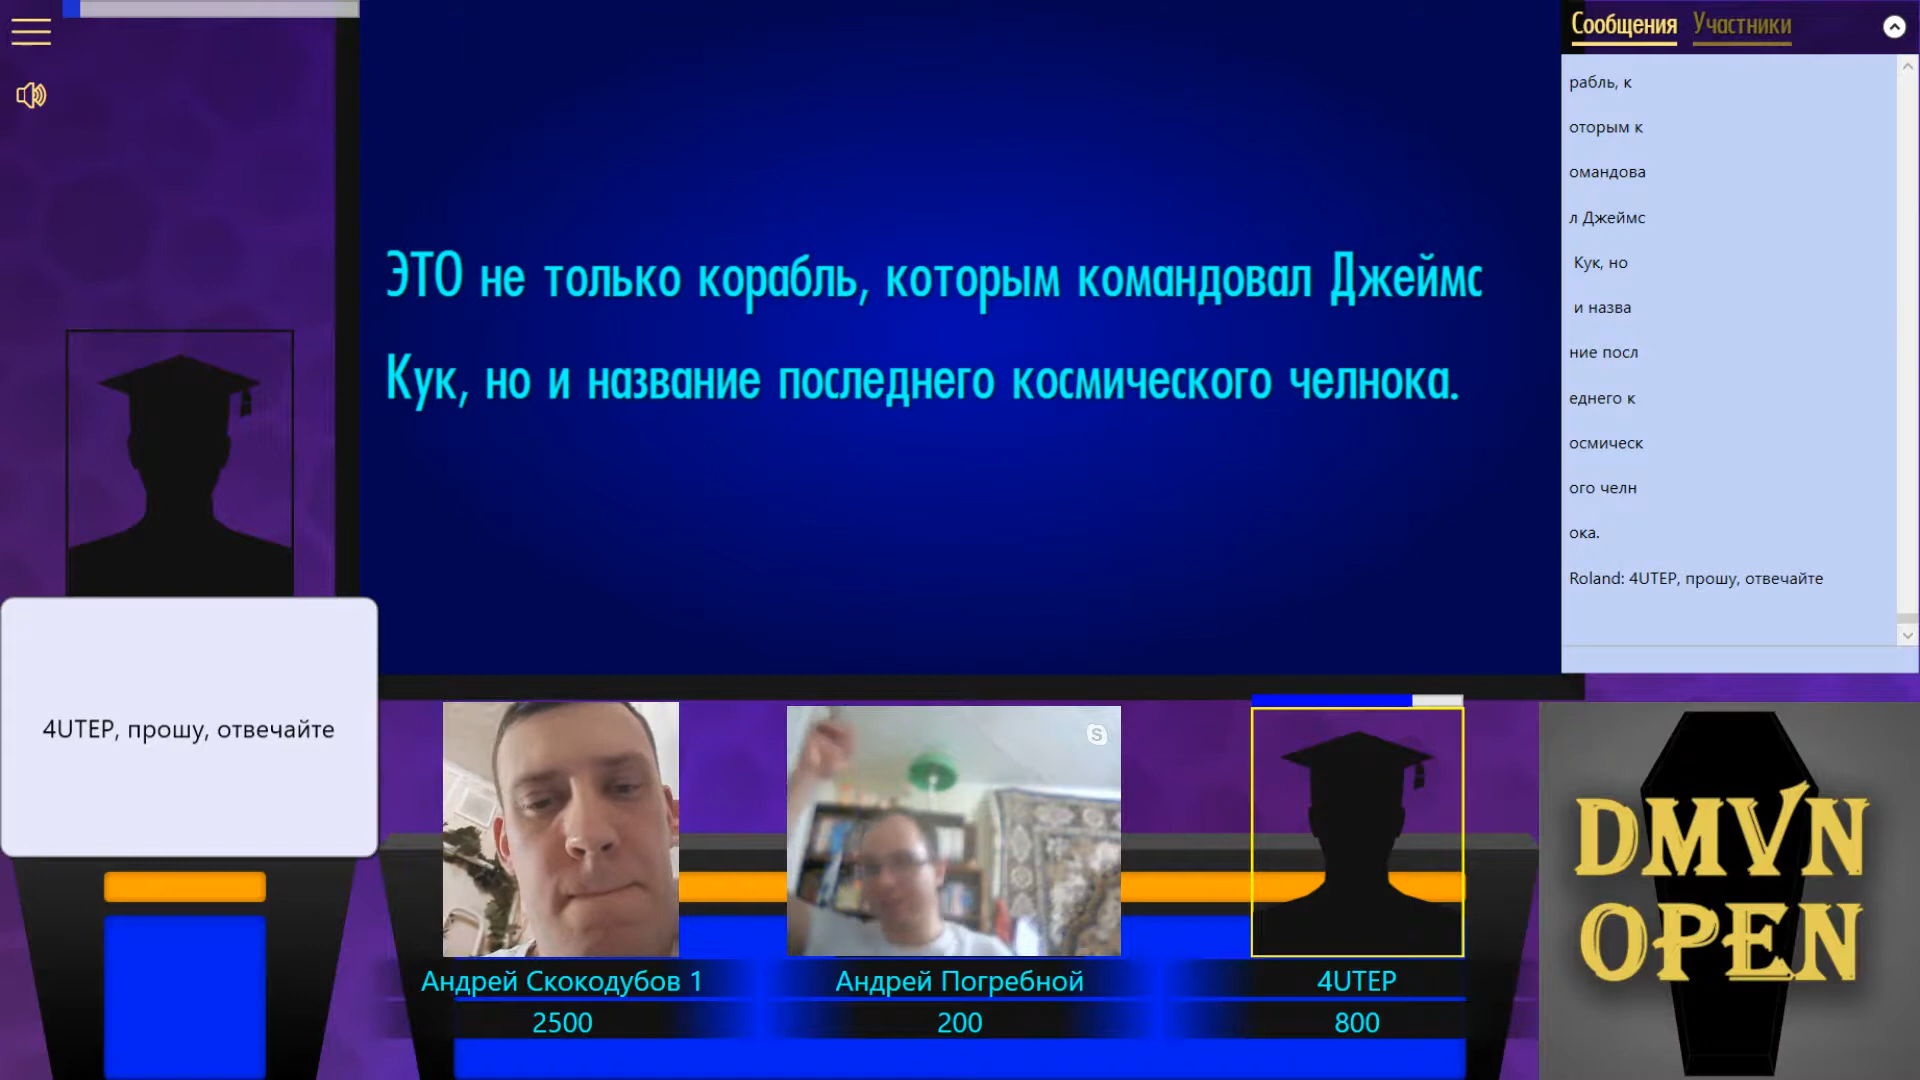 Сообщения Участники
ЭТО не только корабль, которым командовал Джеймс
Кук, но и название последнего космического челнока.
рабль, к
оторым к
омандова
л Джеймс
Кук, но
и назва
ние посл
еднего к
осмическ
ого челн
ока.
Roland: 4UTEP, прошу, отвечайте
4UTEP, прошу, отвечайте
S
Андрей Скокодубов 1
2500
Андрей Погребной
200
4UTEP
800
DMVN
OPEN